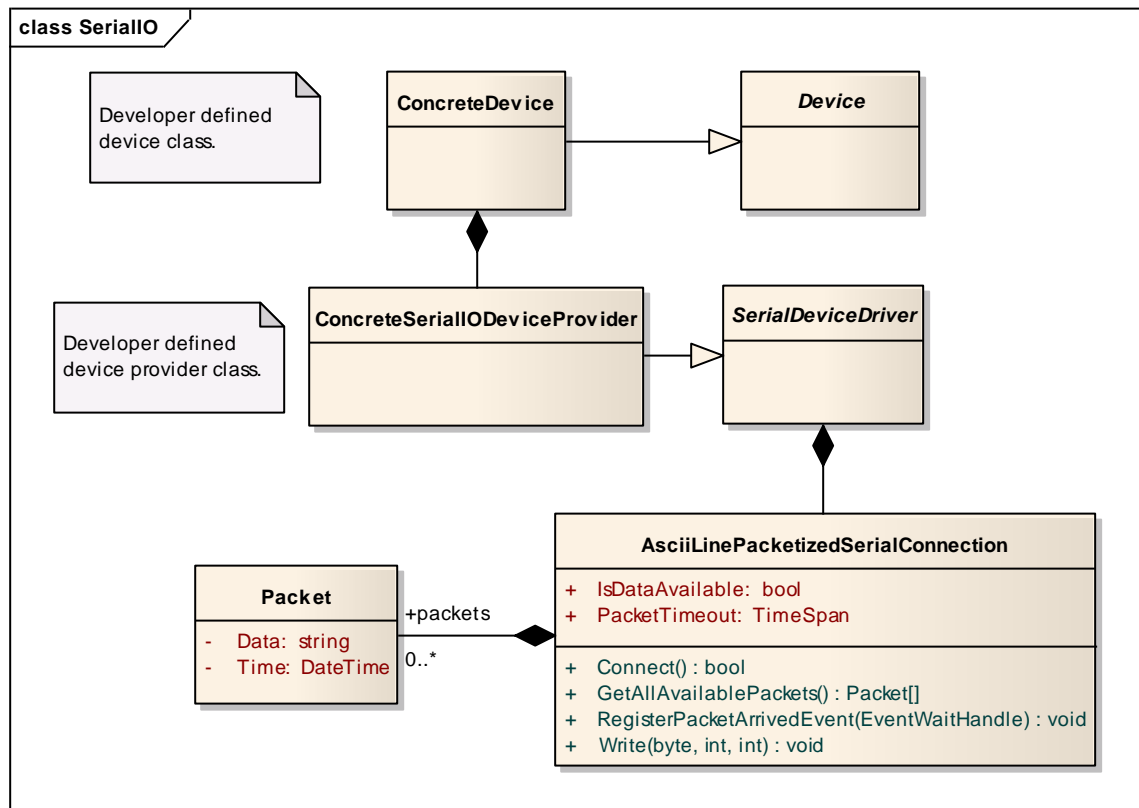 class SerialIO
Developer defined
device class.
ConcreteDevice
Device
Developer defined
device provider class.
ConcreteSerialIODeviceProvider
SerialDeviceDriver
Packet
- Data: string
- Time: DateTime
+packets
0..*
AsciiLinePacketizedSerialConnection
+ IsDataAvailable: bool
+ PacketTimeout: TimeSpan
+ Connect() : bool
+ GetAllAvailablePackets() : Packet[]
+ RegisterPacketArrivedEvent(EventWaitHandle) : void
+ Write(byte, int, int) : void